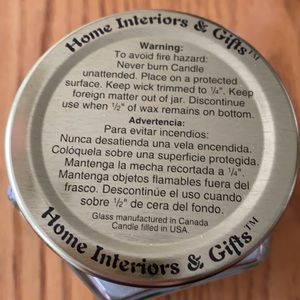 Home Interiors & Gifts™
Warning:
To avoid fire hazard:
Never burn Candle
unattended. Place on a protected
surface. Keep wick trimmed to ¼". Keep
foreign matter out of jar. Discontinue
use when ½" of wax remains on bottom.
Advertencia:
Para evitar incendios:
Nunca desatienda una vela encendida.
Colóquela sobre una superficie protegida.
Mantenga la mecha recortada a ¼".
Mantenga objetos flamables fuera del
frasco. Descontinue el uso cuando
sobre ½" de cera del fondo.
Glass manufactured in Canada
Candle filled in USA.
Home Interiors & Gifts™